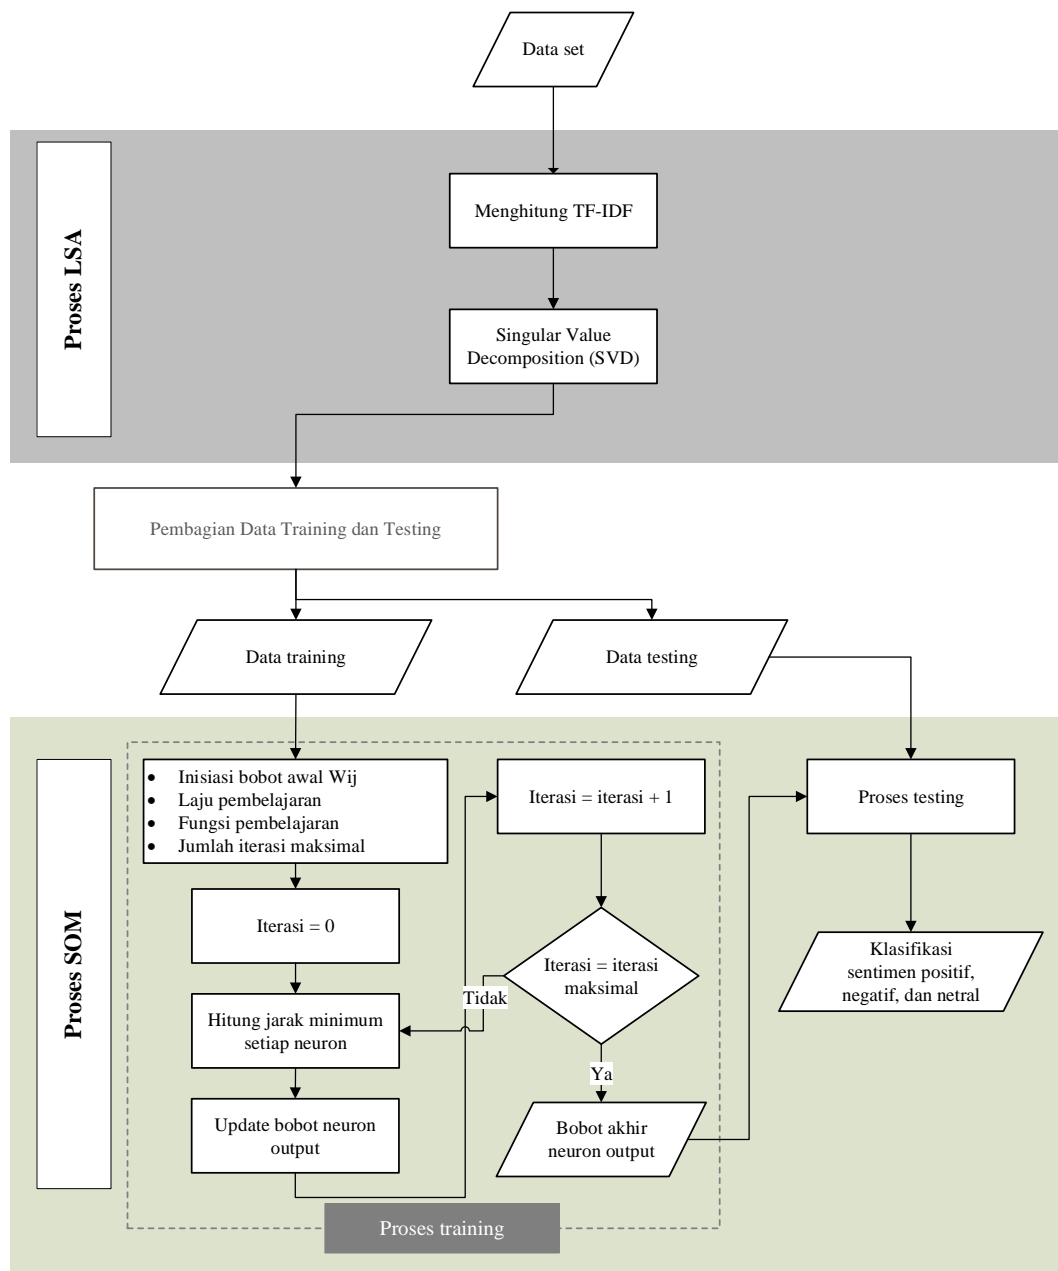 Data set
Proses LSA
Menghitung TF-IDF
Singular Value
Decomposition (SVD)
Pembagian Data Training dan Testing
Data training
Data testing
Proses SOM
• Inisiasi bobot awal Wij
• Laju pembelajaran
• Fungsi pembelajaran
• Jumlah iterasi maksimal
Iterasi = iterasi + 1
Proses testing
Iterasi = 0
Iterasi = iterasi
maksimal
Klasifikasi
sentimen positif,
negatif, dan netral
Tidak
Hitung jarak minimum
setiap neuron
Ya
Update bobot neuron
output
Bobot akhir
neuron output
Proses training